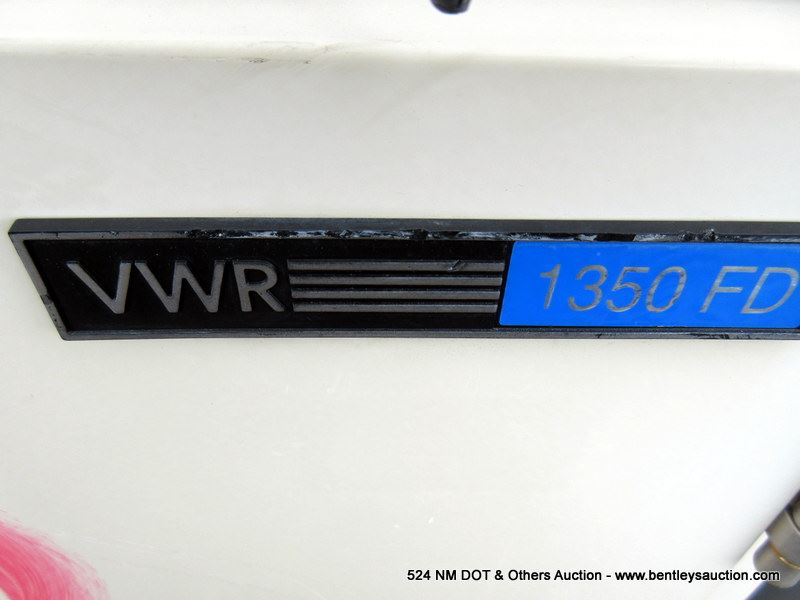 VWR 1350 FD
524 NM DOT & Others Auction - www.bentleysauction.com